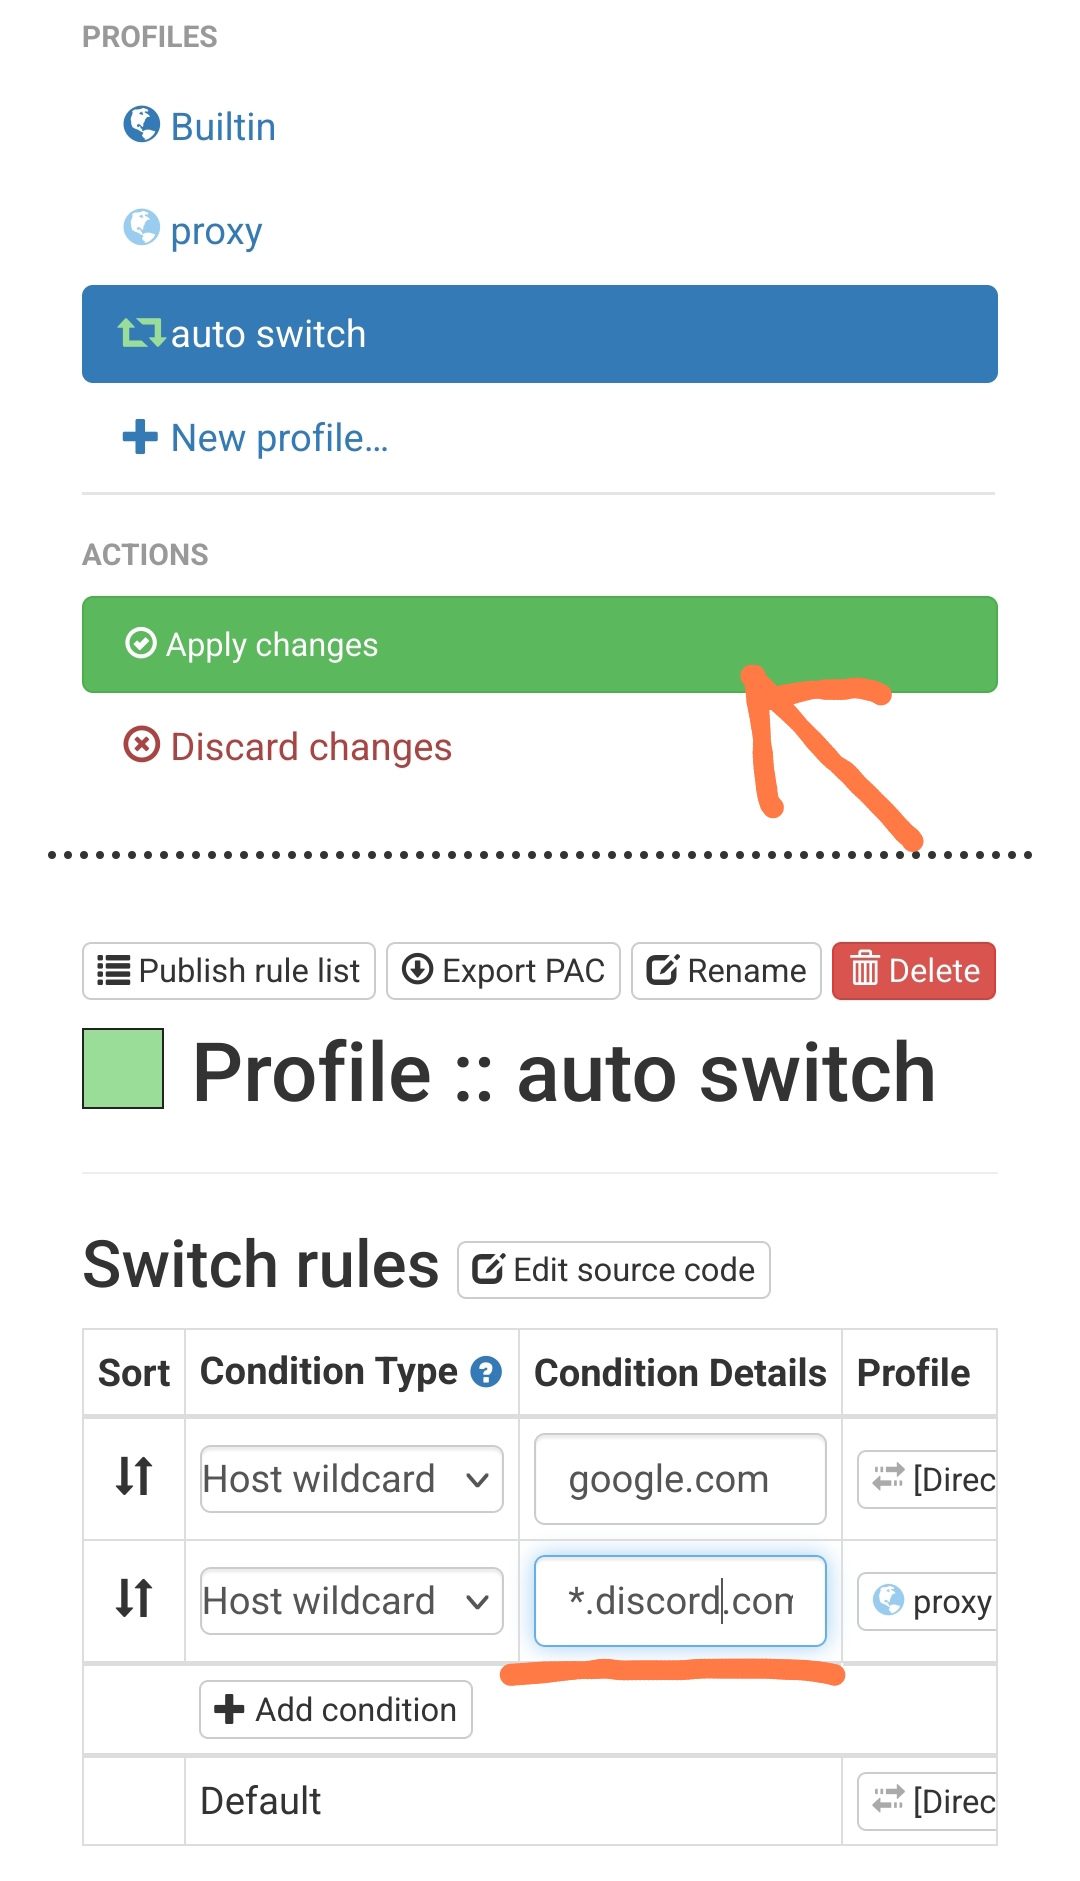 PROFILES
Builtin
proxy
auto switch
New profile...
ACTIONS
Apply changes
Discard changes
Publish rule list Export PAC Rename Delete
Profile :: auto switch
Switch rules Edit source code
Sort Condition Type ? Condition Details Profile
Host wildcard google.com [Direc
Host wildcard *.discord.com proxy
Add condition
Default [Direc